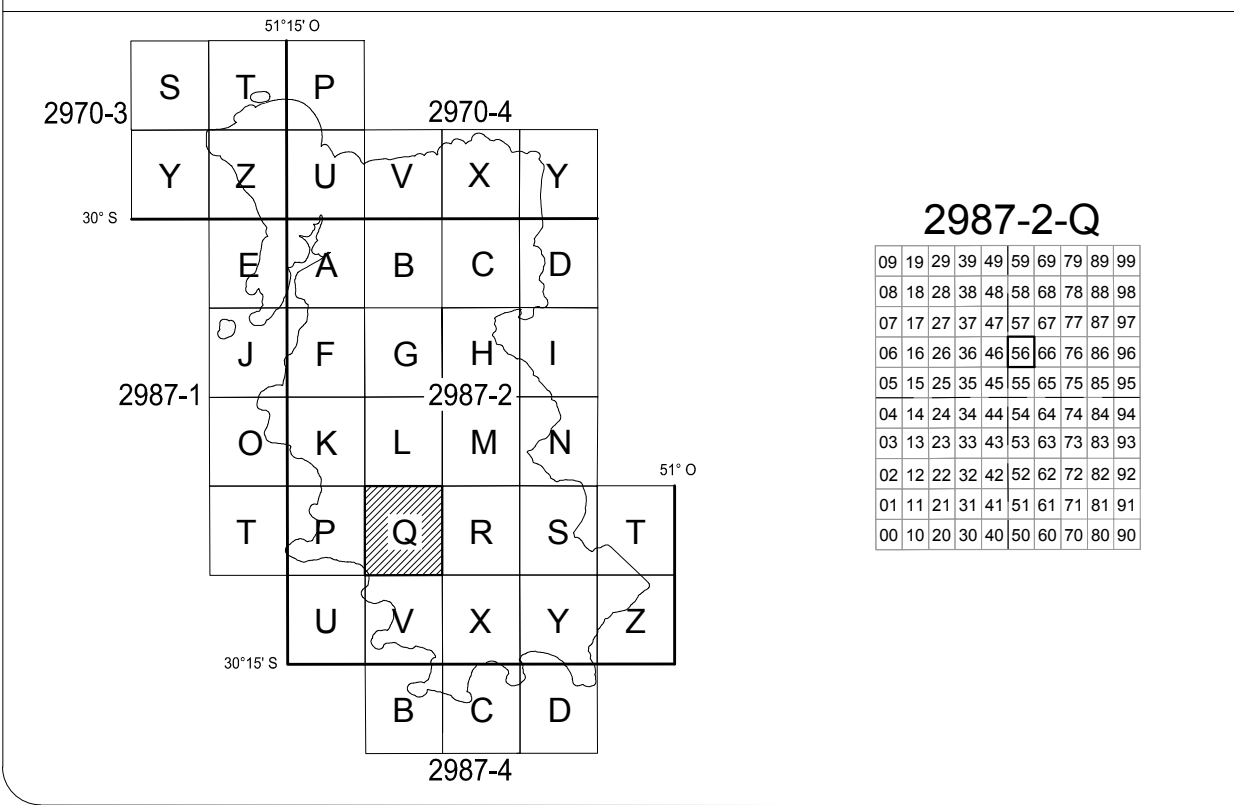 51°15' O
S T P
2970-3 2970-4
Y Z U V X Y
30° S
E A B C D
J F G H I
2987-1 2987-2
O K L M N
51° O
T P Q R S T
U V X Y Z
30°15' S
B C D
2987-4
2987-2-Q
09 19 29 39 49 59 69 79 89 99
08 18 28 38 48 58 68 78 88 98
07 17 27 37 47 57 67 77 87 97
06 16 26 36 46 56 66 76 86 96
05 15 25 35 45 55 65 75 85 95
04 14 24 34 44 54 64 74 84 94
03 13 23 33 43 53 63 73 83 93
02 12 22 32 42 52 62 72 82 92
01 11 21 31 41 51 61 71 81 91
00 10 20 30 40 50 60 70 80 90